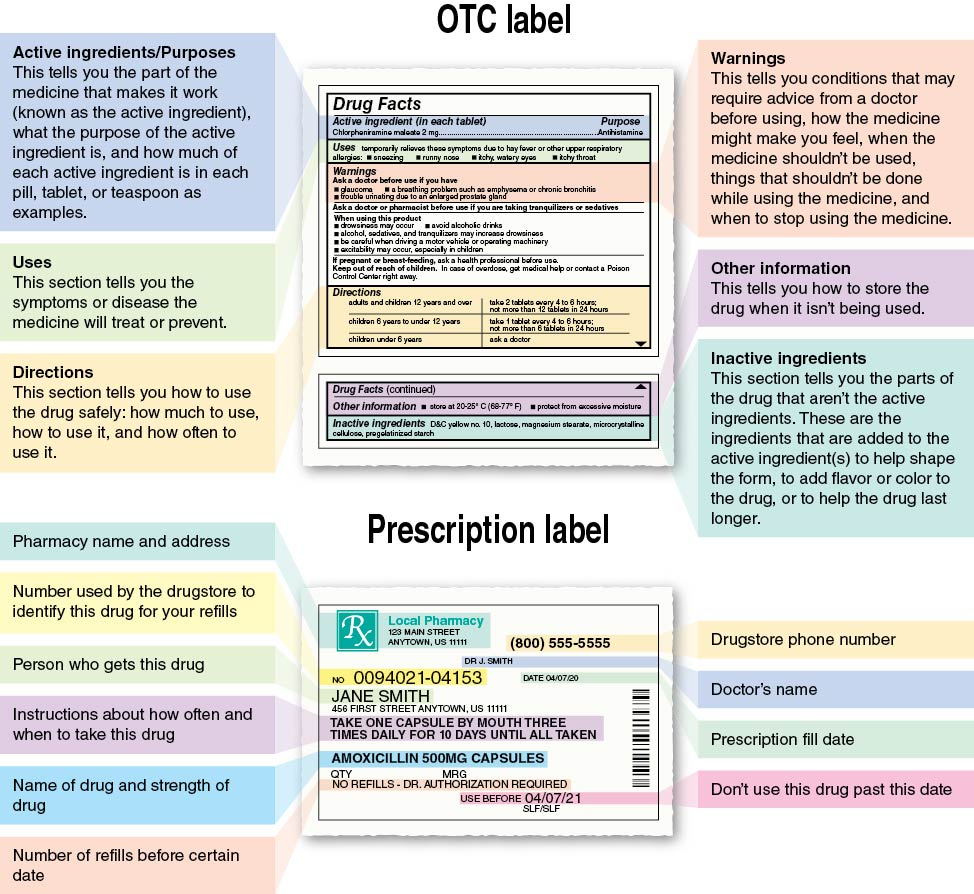 OTC label
Active ingredients/Purposes
This tells you the part of the
medicine that makes it work
(known as the active ingredient),
what the purpose of the active
ingredient is, and how much of
each active ingredient is in each
pill, tablet, or teaspoon as
examples.
Uses
This section tells you the
symptoms or disease the
medicine will treat or prevent.
Directions
This section tells you how to use
the drug safely: how much to use,
how to use it, and how often to
use it.
Drug Facts
Active ingredient (in each tablet) Purpose
Chlorpheniramine maleate 2 mg......Antihistamine
Uses temporarily relieves these symptoms due to hay fever or other upper respiratory
allergies: ■ sneezing ■ runny nose ■ itchy, watery eyes ■ itchy throat
Warnings
Ask a doctor before use if you have
■ glaucoma ■ a breathing problem such as emphysema or chronic bronchitis
■ trouble urinating due to an enlarged prostate gland
Ask a doctor or pharmacist before use if you are taking tranquilizers or sedatives
When using this product
■ drowsiness may occur ■ avoid alcoholic drinks
■ alcohol, sedatives, and tranquilizers may increase drowsiness
■ be careful when driving a motor vehicle or operating machinery
■ excitability may occur, especially in children
If pregnant or breast-feeding, ask a health professional before use.
Keep out of reach of children. In case of overdose, get medical help or contact a Poison
Control Center right away.
Directions
adults and children 12 years and over take 2 tablets every 4 to 6 hours;
not more than 12 tablets in 24 hours
children 6 years to under 12 years take 1 tablet every 4 to 6 hours;
not more than 6 tablets in 24 hours
children under 6 years ask a doctor
Drug Facts (continued)
Other information ■ store at 20-25° C (68-77° F) ■ protect from excessive moisture
Inactive ingredients D&C yellow no. 10, lactose, magnesium stearate, microcrystalline
cellulose, pregelatinized starch
Warnings
This tells you conditions that may
require advice from a doctor
before using, how the medicine
might make you feel, when the
medicine shouldn't be used,
things that shouldn't be done
while using the medicine, and
when to stop using the medicine.
Other information
This tells you how to store the
drug when it isn't being used.
Inactive ingredients
This section tells you the parts of
the drug that aren't the active
ingredients. These are the
ingredients that are added to the
active ingredient(s) to help shape
the form, to add flavor or color to
the drug, or to help the drug last
longer.
Prescription label
Pharmacy name and address
Number used by the drugstore to
identify this drug for your refills
Person who gets this drug
Instructions about how often and
when to take this drug
Name of drug and strength of
drug
Number of refills before certain
date
Rx
Local Pharmacy
123 MAIN STREET
ANYTOWN, US 11111
(800) 555-5555
DR J. SMITH
NO 0094021-04153 DATE 04/07/20
JANE SMITH
456 FIRST STREET ANYTOWN, US 11111
TAKE ONE CAPSULE BY MOUTH THREE
TIMES DAILY FOR 10 DAYS UNTIL ALL TAKEN
AMOXICILLIN 500MG CAPSULES
QTY MRG
NO REFILLS - DR. AUTHORIZATION REQUIRED
USE BEFORE 04/07/21
SLF/SLF
Drugstore phone number
Doctor's name
Prescription fill date
Don't use this drug past this date